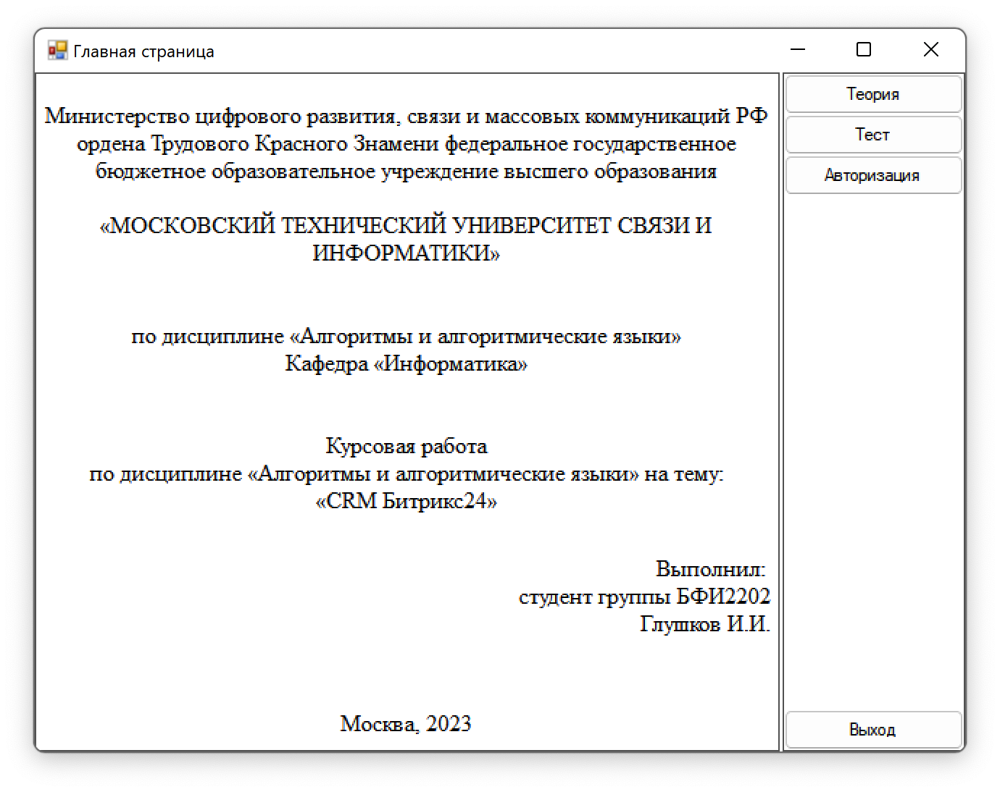 Главная страница
Министерство цифрового развития, связи и массовых коммуникаций РФ
ордена Трудового Красного Знамени федеральное государственное
бюджетное образовательное учреждение высшего образования
«МОСКОВСКИЙ ТЕХНИЧЕСКИЙ УНИВЕРСИТЕТ СВЯЗИ И
ИНФОРМАТИКИ»
по дисциплине «Алгоритмы и алгоритмические языки»
Кафедра «Информатика»
Курсовая работа
по дисциплине «Алгоритмы и алгоритмические языки» на тему:
«CRM Битрикс24»
Выполнил:
студент группы БФИ2202
Глушков И.И.
Москва, 2023
Теория
Тест
Авторизация
Выход